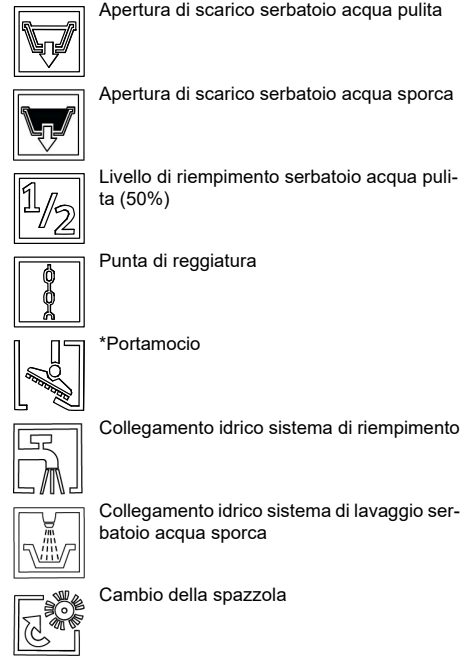 Apertura di scarico serbatoio acqua pulita
Apertura di scarico serbatoio acqua sporca
1/2
Livello di riempimento serbatoio acqua puli-
ta (50%)
Punta di reggiatura
*Portamocio
Collegamento idrico sistema di riempimento
Collegamento idrico sistema di lavaggio ser-
batoio acqua sporca
Cambio della spazzola